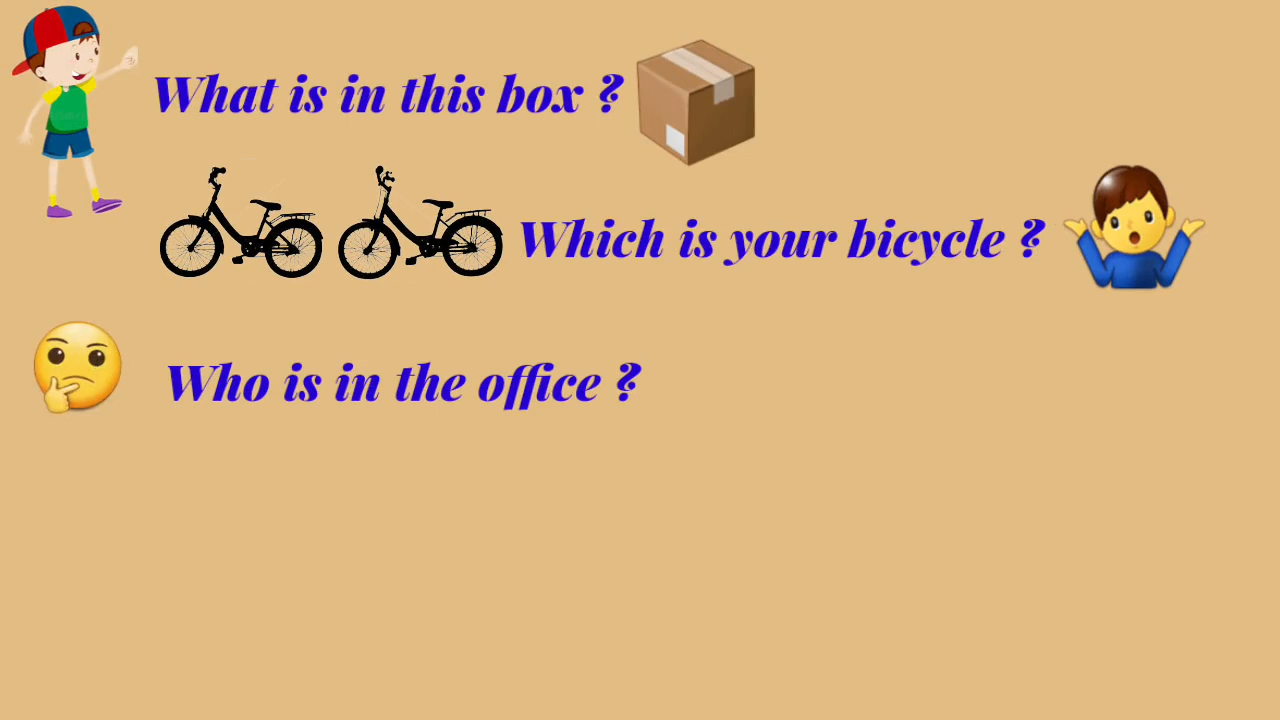 What is in this box ?
Which is your bicycle ?
Who is in the office ?